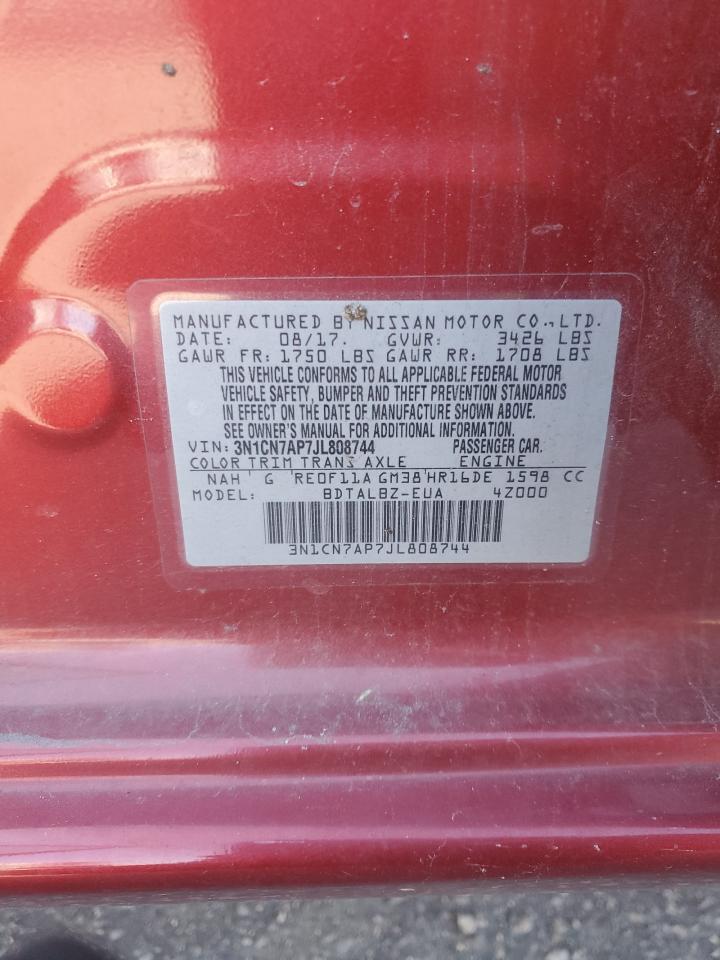 MANUFACTURED BY NISSAN MOTOR CO.,LTD.
DATE: 08/17. GVWR: 3426 LBS
GAWR FR: 1750 LBS GAWR RR: 1708 LBS
THIS VEHICLE CONFORMS TO ALL APPLICABLE FEDERAL MOTOR
VEHICLE SAFETY, BUMPER AND THEFT PREVENTION STANDARDS
IN EFFECT ON THE DATE OF MANUFACTURE SHOWN ABOVE.
SEE OWNER'S MANUAL FOR ADDITIONAL INFORMATION.
VIN: 3N1CN7AP7JL808744 PASSENGER CAR.
COLOR TRIM TRANS AXLE ENGINE
NAH G RE0F11A GM38 HR16DE 1598 CC
MODEL: BDTALBZ-EUA 4Z000
3N1CN7AP7JL808744